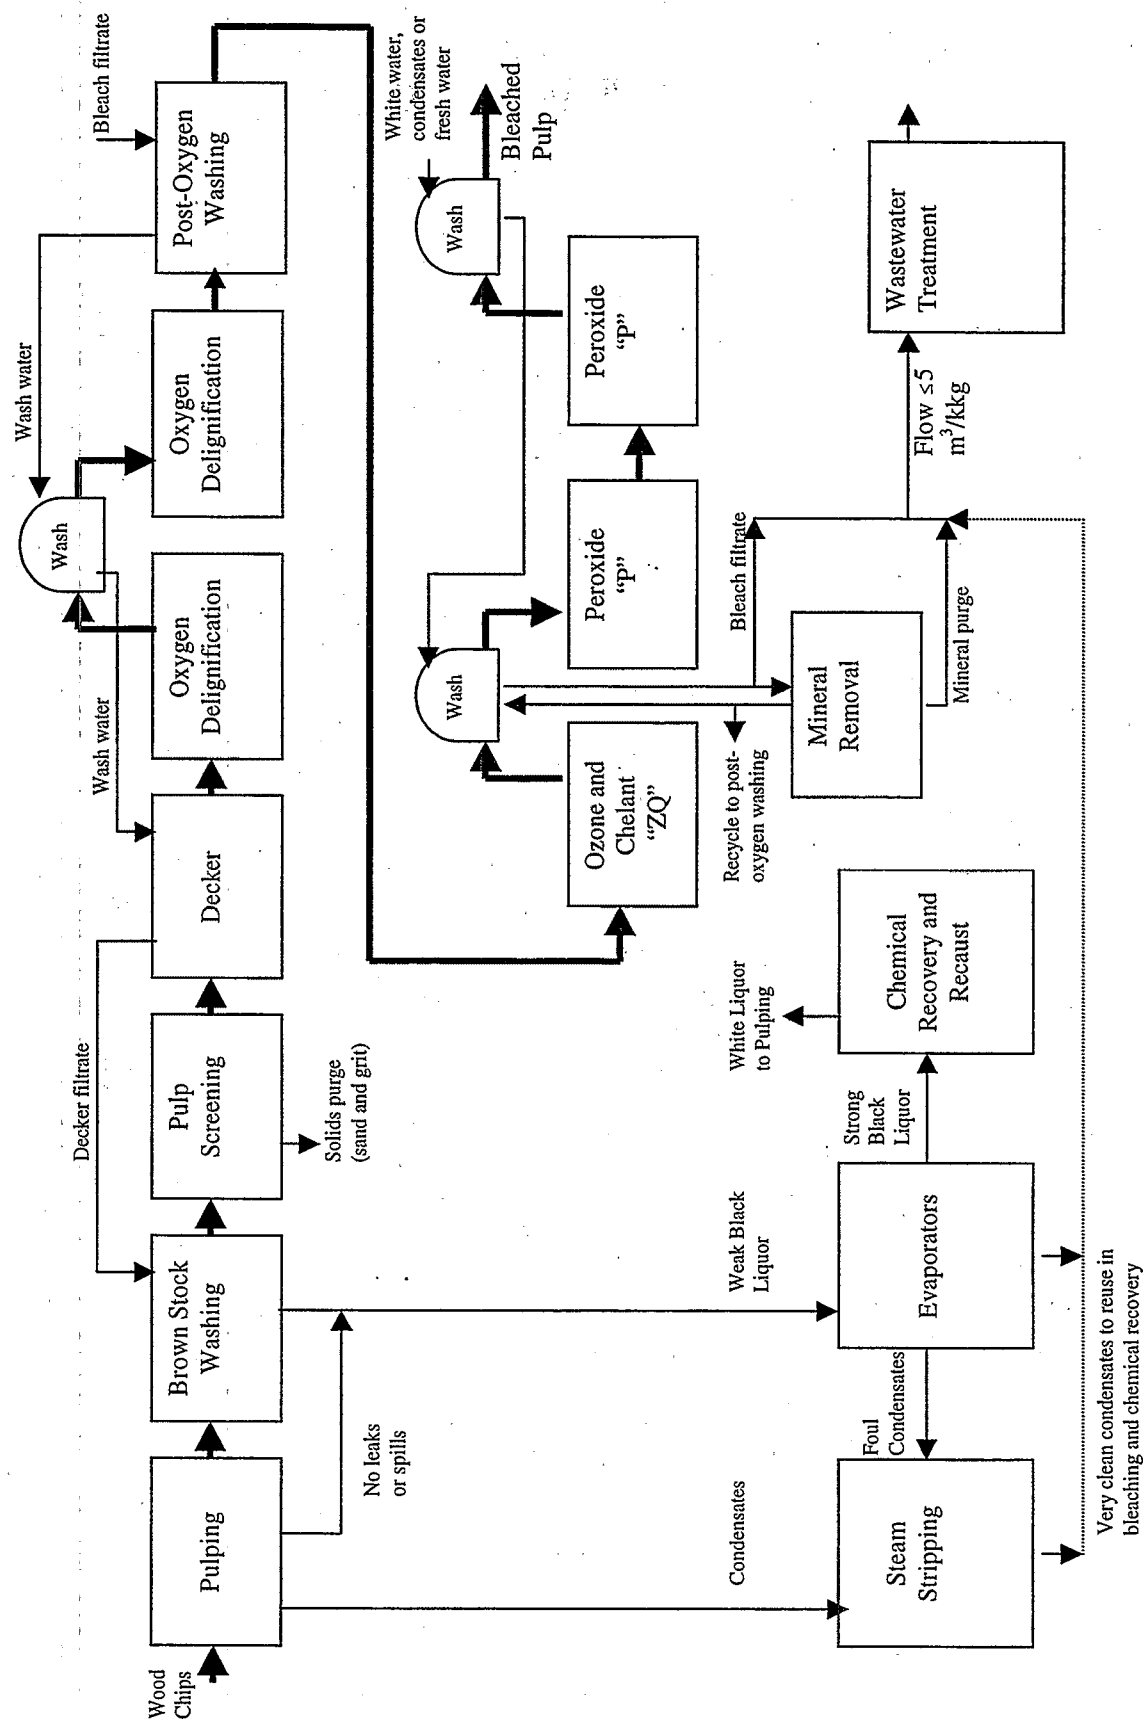 Wood
Chips
Pulping
Brown Stock
Washing
Pulp
Screening
Decker
Oxygen
Delignification
Wash
Oxygen
Delignification
Post-Oxygen
Washing
Decker filtrate
Wash water
Wash water
Bleach filtrate
No leaks
or spills
Solids purge
(sand and grit)
Ozone and
Chelant
“ZQ”
Wash
Peroxide
“P”
Peroxide
“P”
Wash
White water,
condensates or
fresh water
Bleached
Pulp
Condensates
Weak Black
Liquor
White Liquor
to Pulping
Recycle to post-
oxygen washing
Bleach filtrate
Mineral
Removal
Mineral purge
Flow ≤5
m³/kkg
Wastewater
Treatment
Steam
Stripping
Foul
Condensates
Evaporators
Strong
Black
Liquor
Chemical
Recovery and
Recaust
Very clean condensates to reuse in
bleaching and chemical recovery